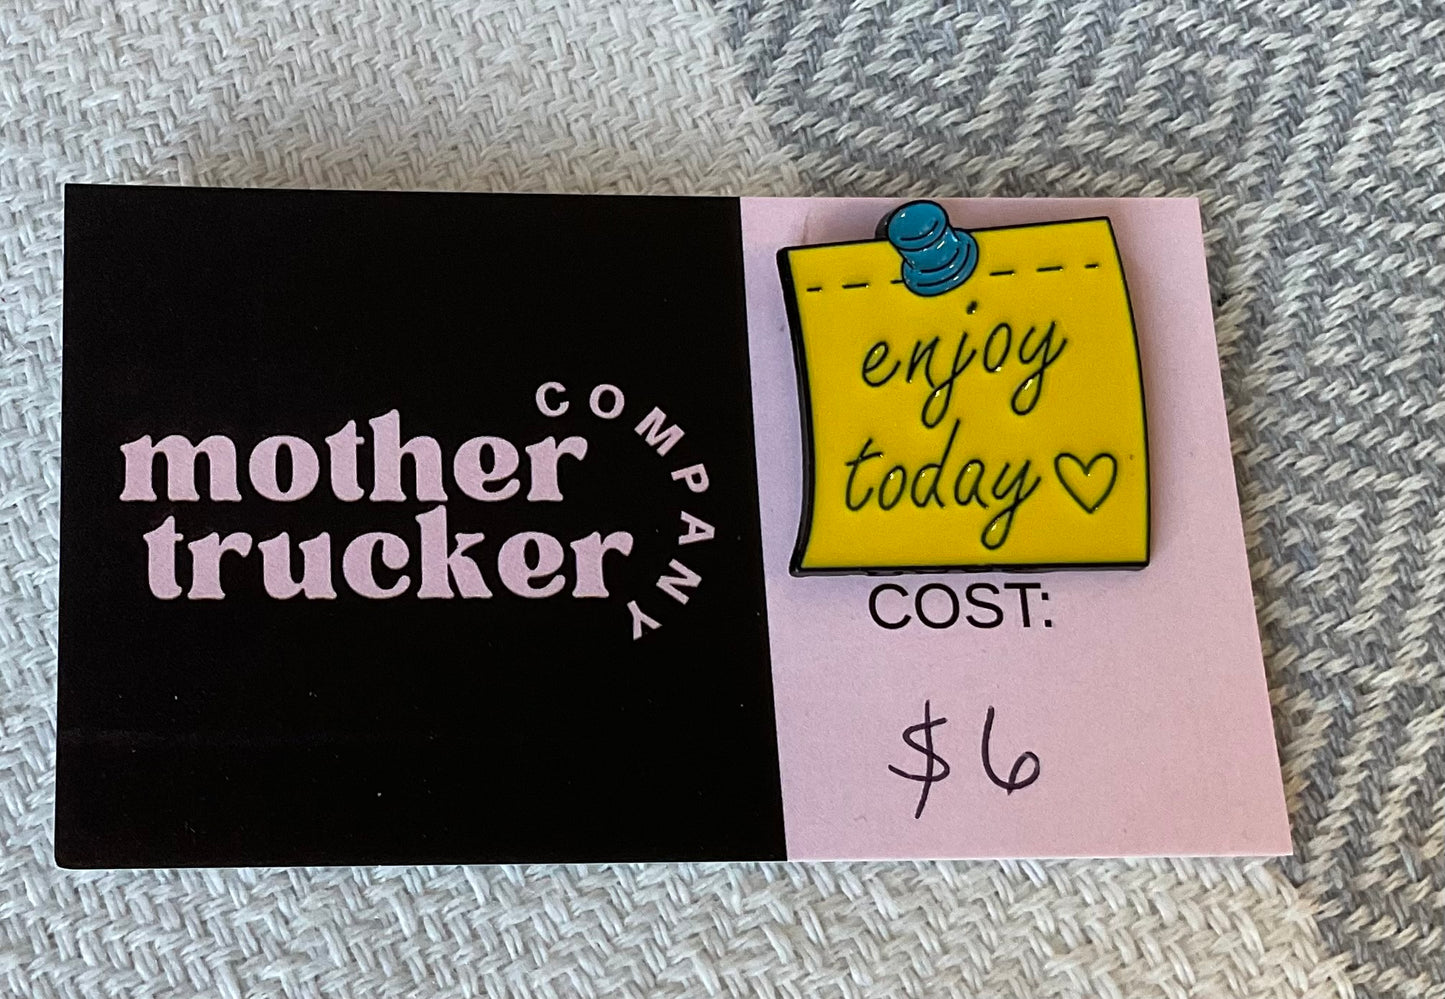 mother
trucker
COMPANY
enjoy
today♡
COST:
$6